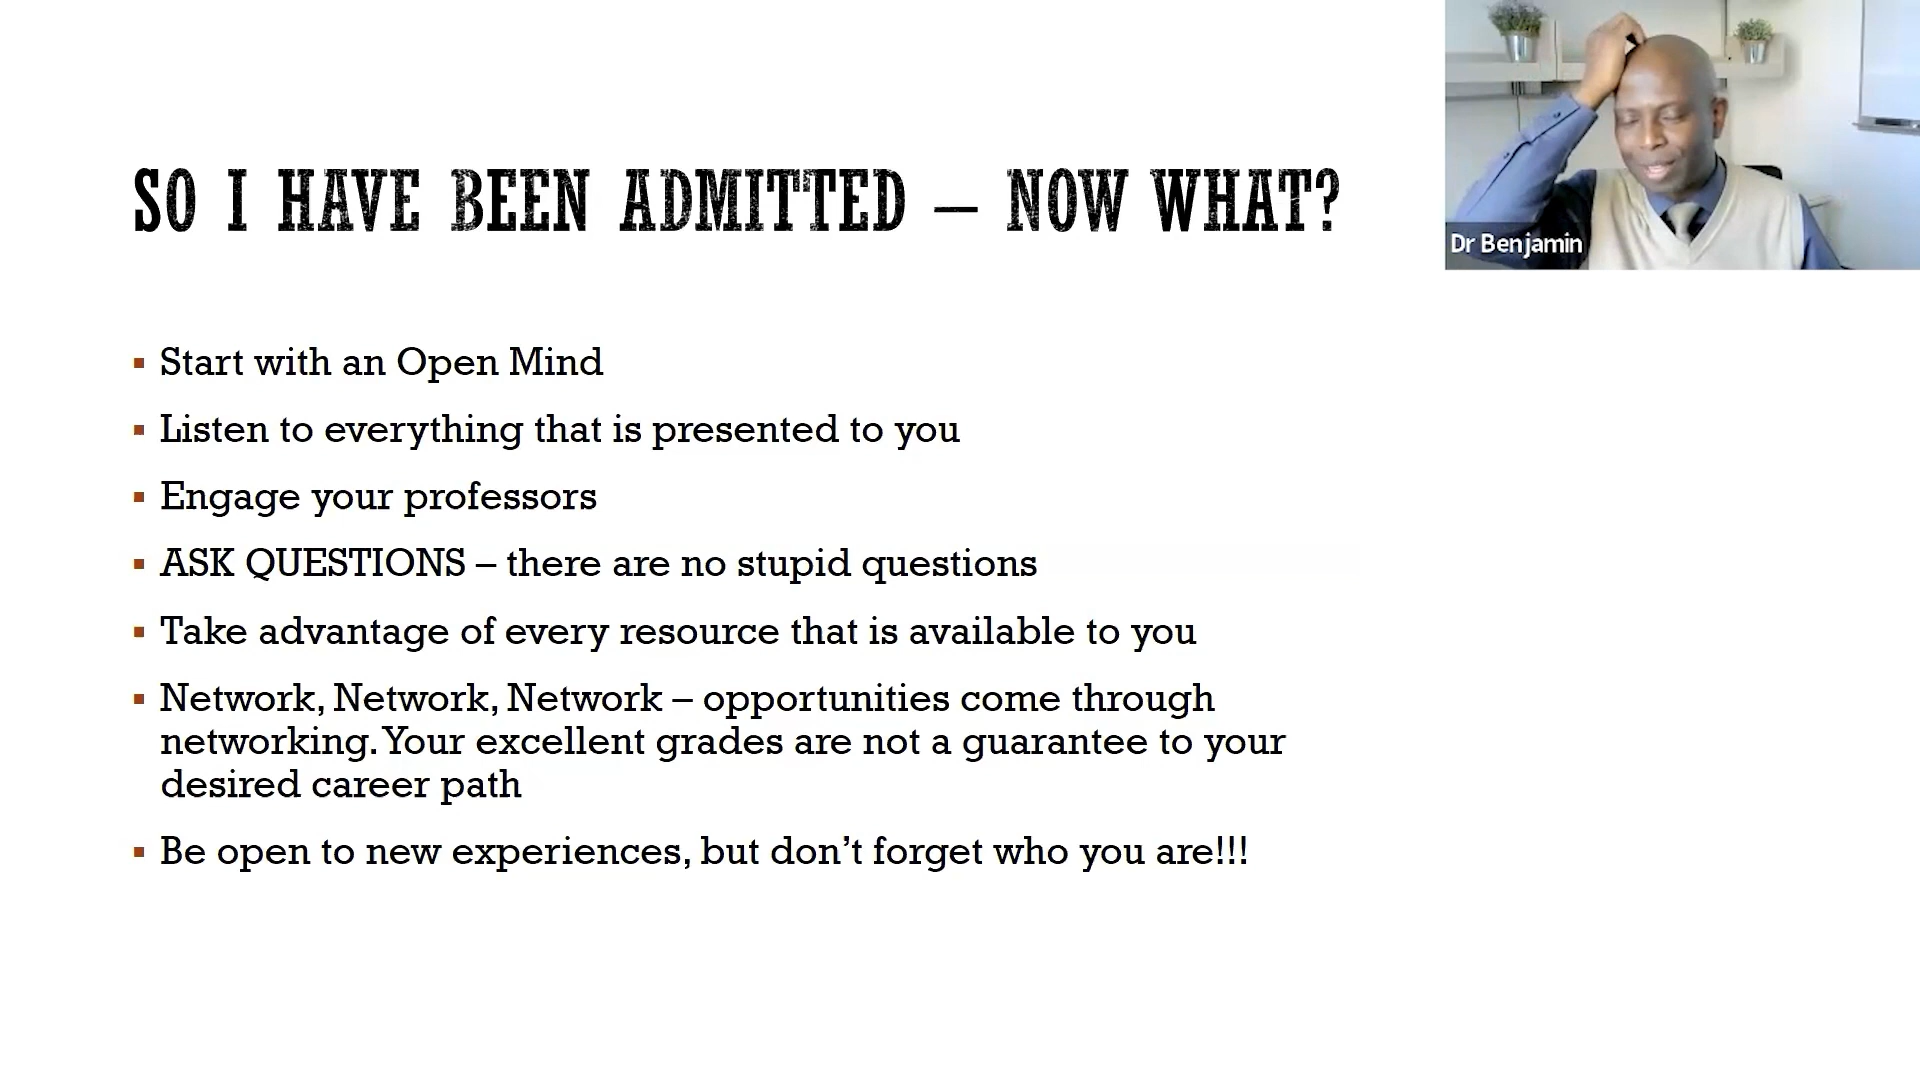 SO I HAVE BEEN ADMITTED – NOW WHAT?
Dr Benjamin
Start with an Open Mind
Listen to everything that is presented to you
Engage your professors
ASK QUESTIONS – there are no stupid questions
Take advantage of every resource that is available to you
Network, Network, Network – opportunities come through
networking. Your excellent grades are not a guarantee to your
desired career path
Be open to new experiences, but don’t forget who you are!!!